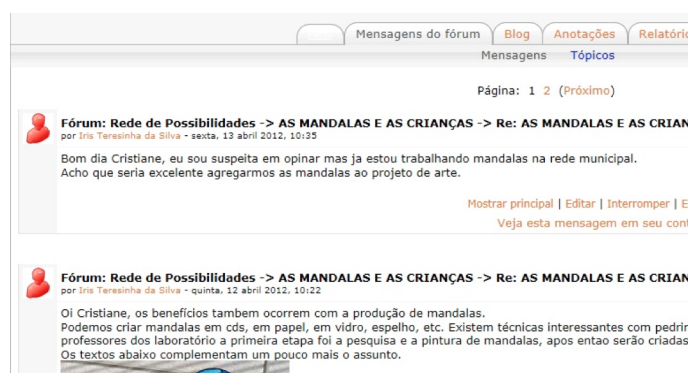 Mensagens do fórum Blog Anotações Relatório
Mensagens Tópicos
Página: 1 2 (Próximo)
Fórum: Rede de Possibilidades -> AS MANDALAS E AS CRIANÇAS -> Re: AS MANDALAS E AS CRIAN
por Iris Teresinha da Silva - sexta, 13 abril 2012, 10:35
Bom dia Cristiane, eu sou suspeita em opinar mas ja estou trabalhando mandalas na rede municipal.
Acho que seria excelente agregarmos as mandalas ao projeto de arte.
Mostrar principal | Editar | Interromper | E
Veja esta mensagem em seu cont
Fórum: Rede de Possibilidades -> AS MANDALAS E AS CRIANÇAS -> Re: AS MANDALAS E AS CRIAN
por Iris Teresinha da Silva - quinta, 12 abril 2012, 10:22
Oi Cristiane, os benefícios tambem ocorrem com a produção de mandalas.
Podemos criar mandalas em cds, em papel, em vidro, espelho, etc. Existem técnicas interessantes com pedrin
professores dos laboratório a primeira etapa foi a pesquisa e a pintura de mandalas, apos entao serão criadas
Os textos abaixo complementam um pouco mais o assunto.